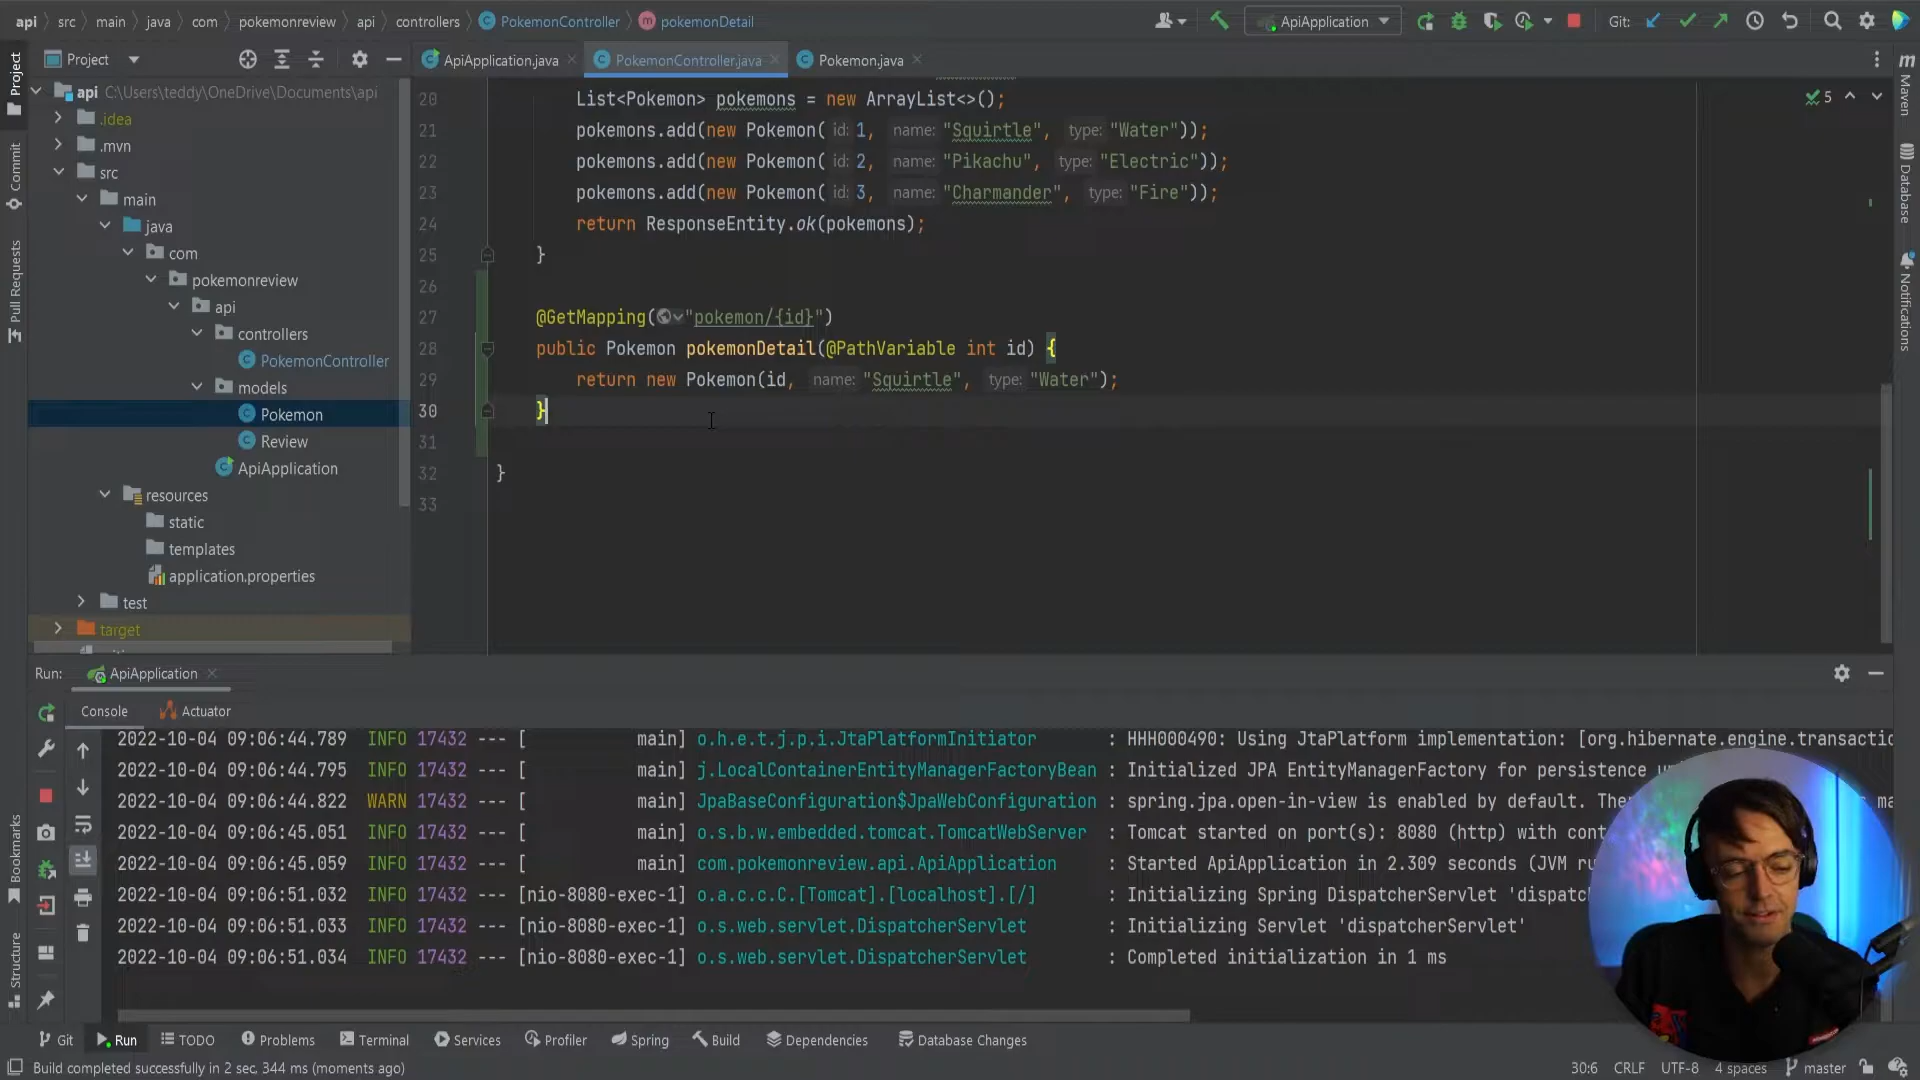 api src main java com pokemonreview api controllers PokemonController pokemonDetail
ApiApplication Git:
Project
ApiApplication.java PokemonController.java Pokemon.java
api C:\Users\teddy\OneDrive\Documents\api
.idea
.mvn
src
main
java
com
pokemonreview
api
controllers
PokemonController
models
Pokemon
Review
ApiApplication
resources
static
templates
application.properties
test
target
Project
Commit
Pull Requests
Bookmarks
Structure
5
20 List<Pokemon> pokemons = new ArrayList<>();
21 pokemons.add(new Pokemon( id: 1, name: "Squirtle", type: "Water"));
22 pokemons.add(new Pokemon( id: 2, name: "Pikachu", type: "Electric"));
23 pokemons.add(new Pokemon( id: 3, name: "Charmander", type: "Fire"));
24 return ResponseEntity.ok(pokemons);
25 }
26
27 @GetMapping("pokemon/{id}")
28 public Pokemon pokemonDetail(@PathVariable int id) {
29 return new Pokemon(id, name: "Squirtle", type: "Water");
30 }
31
32 }
33
m
Maven
Database
Notifications
Run: ApiApplication
Console Actuator
2022-10-04 09:06:44.789 INFO 17432 --- [ main] o.h.e.t.j.p.i.JtaPlatformInitiator : HHH000490: Using JtaPlatform implementation: [org.hibernate.engine.transactio
2022-10-04 09:06:44.795 INFO 17432 --- [ main] j.LocalContainerEntityManagerFactoryBean : Initialized JPA EntityManagerFactory for persistence
2022-10-04 09:06:44.822 WARN 17432 --- [ main] JpaBaseConfiguration$JpaWebConfiguration : spring.jpa.open-in-view is enabled by default. The ma
2022-10-04 09:06:45.051 INFO 17432 --- [ main] o.s.b.w.embedded.tomcat.TomcatWebServer : Tomcat started on port(s): 8080 (http) with cont
2022-10-04 09:06:45.059 INFO 17432 --- [ main] com.pokemonreview.api.ApiApplication : Started ApiApplication in 2.309 seconds (JVM ru
2022-10-04 09:06:51.032 INFO 17432 --- [nio-8080-exec-1] o.a.c.c.C.[Tomcat].[localhost].[/] : Initializing Spring DispatcherServlet 'dispatc
2022-10-04 09:06:51.033 INFO 17432 --- [nio-8080-exec-1] o.s.web.servlet.DispatcherServlet : Initializing Servlet 'dispatcherServlet'
2022-10-04 09:06:51.034 INFO 17432 --- [nio-8080-exec-1] o.s.web.servlet.DispatcherServlet : Completed initialization in 1 ms
Git Run TODO Problems Terminal Services Profiler Spring Build Dependencies Database Changes
Build completed successfully in 2 sec, 344 ms (moments ago) 30:6 CRLF UTF-8 4 spaces master